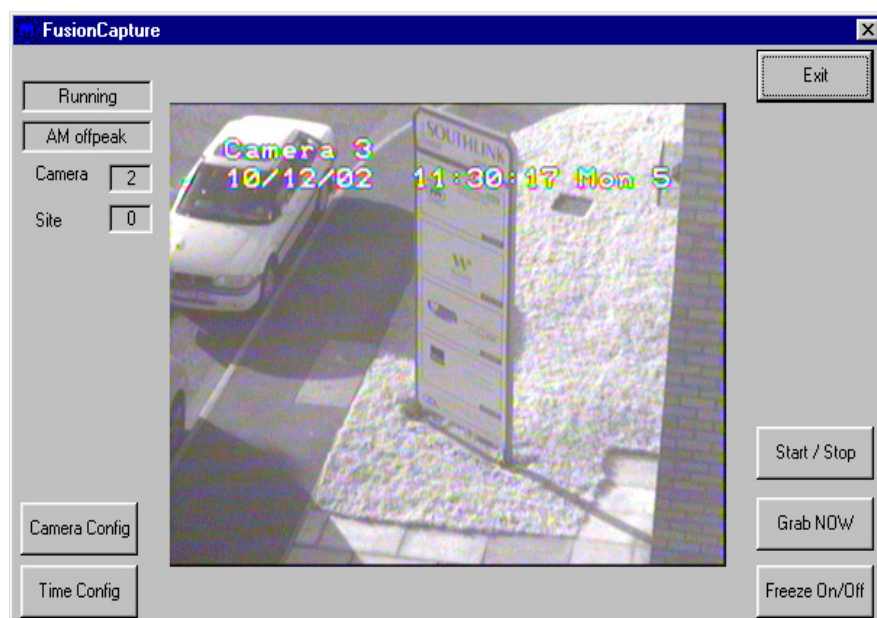 FusionCapture
Exit
Running
AM offpeak
Camera 2
Site 0
Camera 3
10/12/02 11:30:17 Mon 5
SOUTHLINK
Start / Stop
Camera Config
Grab NOW
Time Config
Freeze On/Off